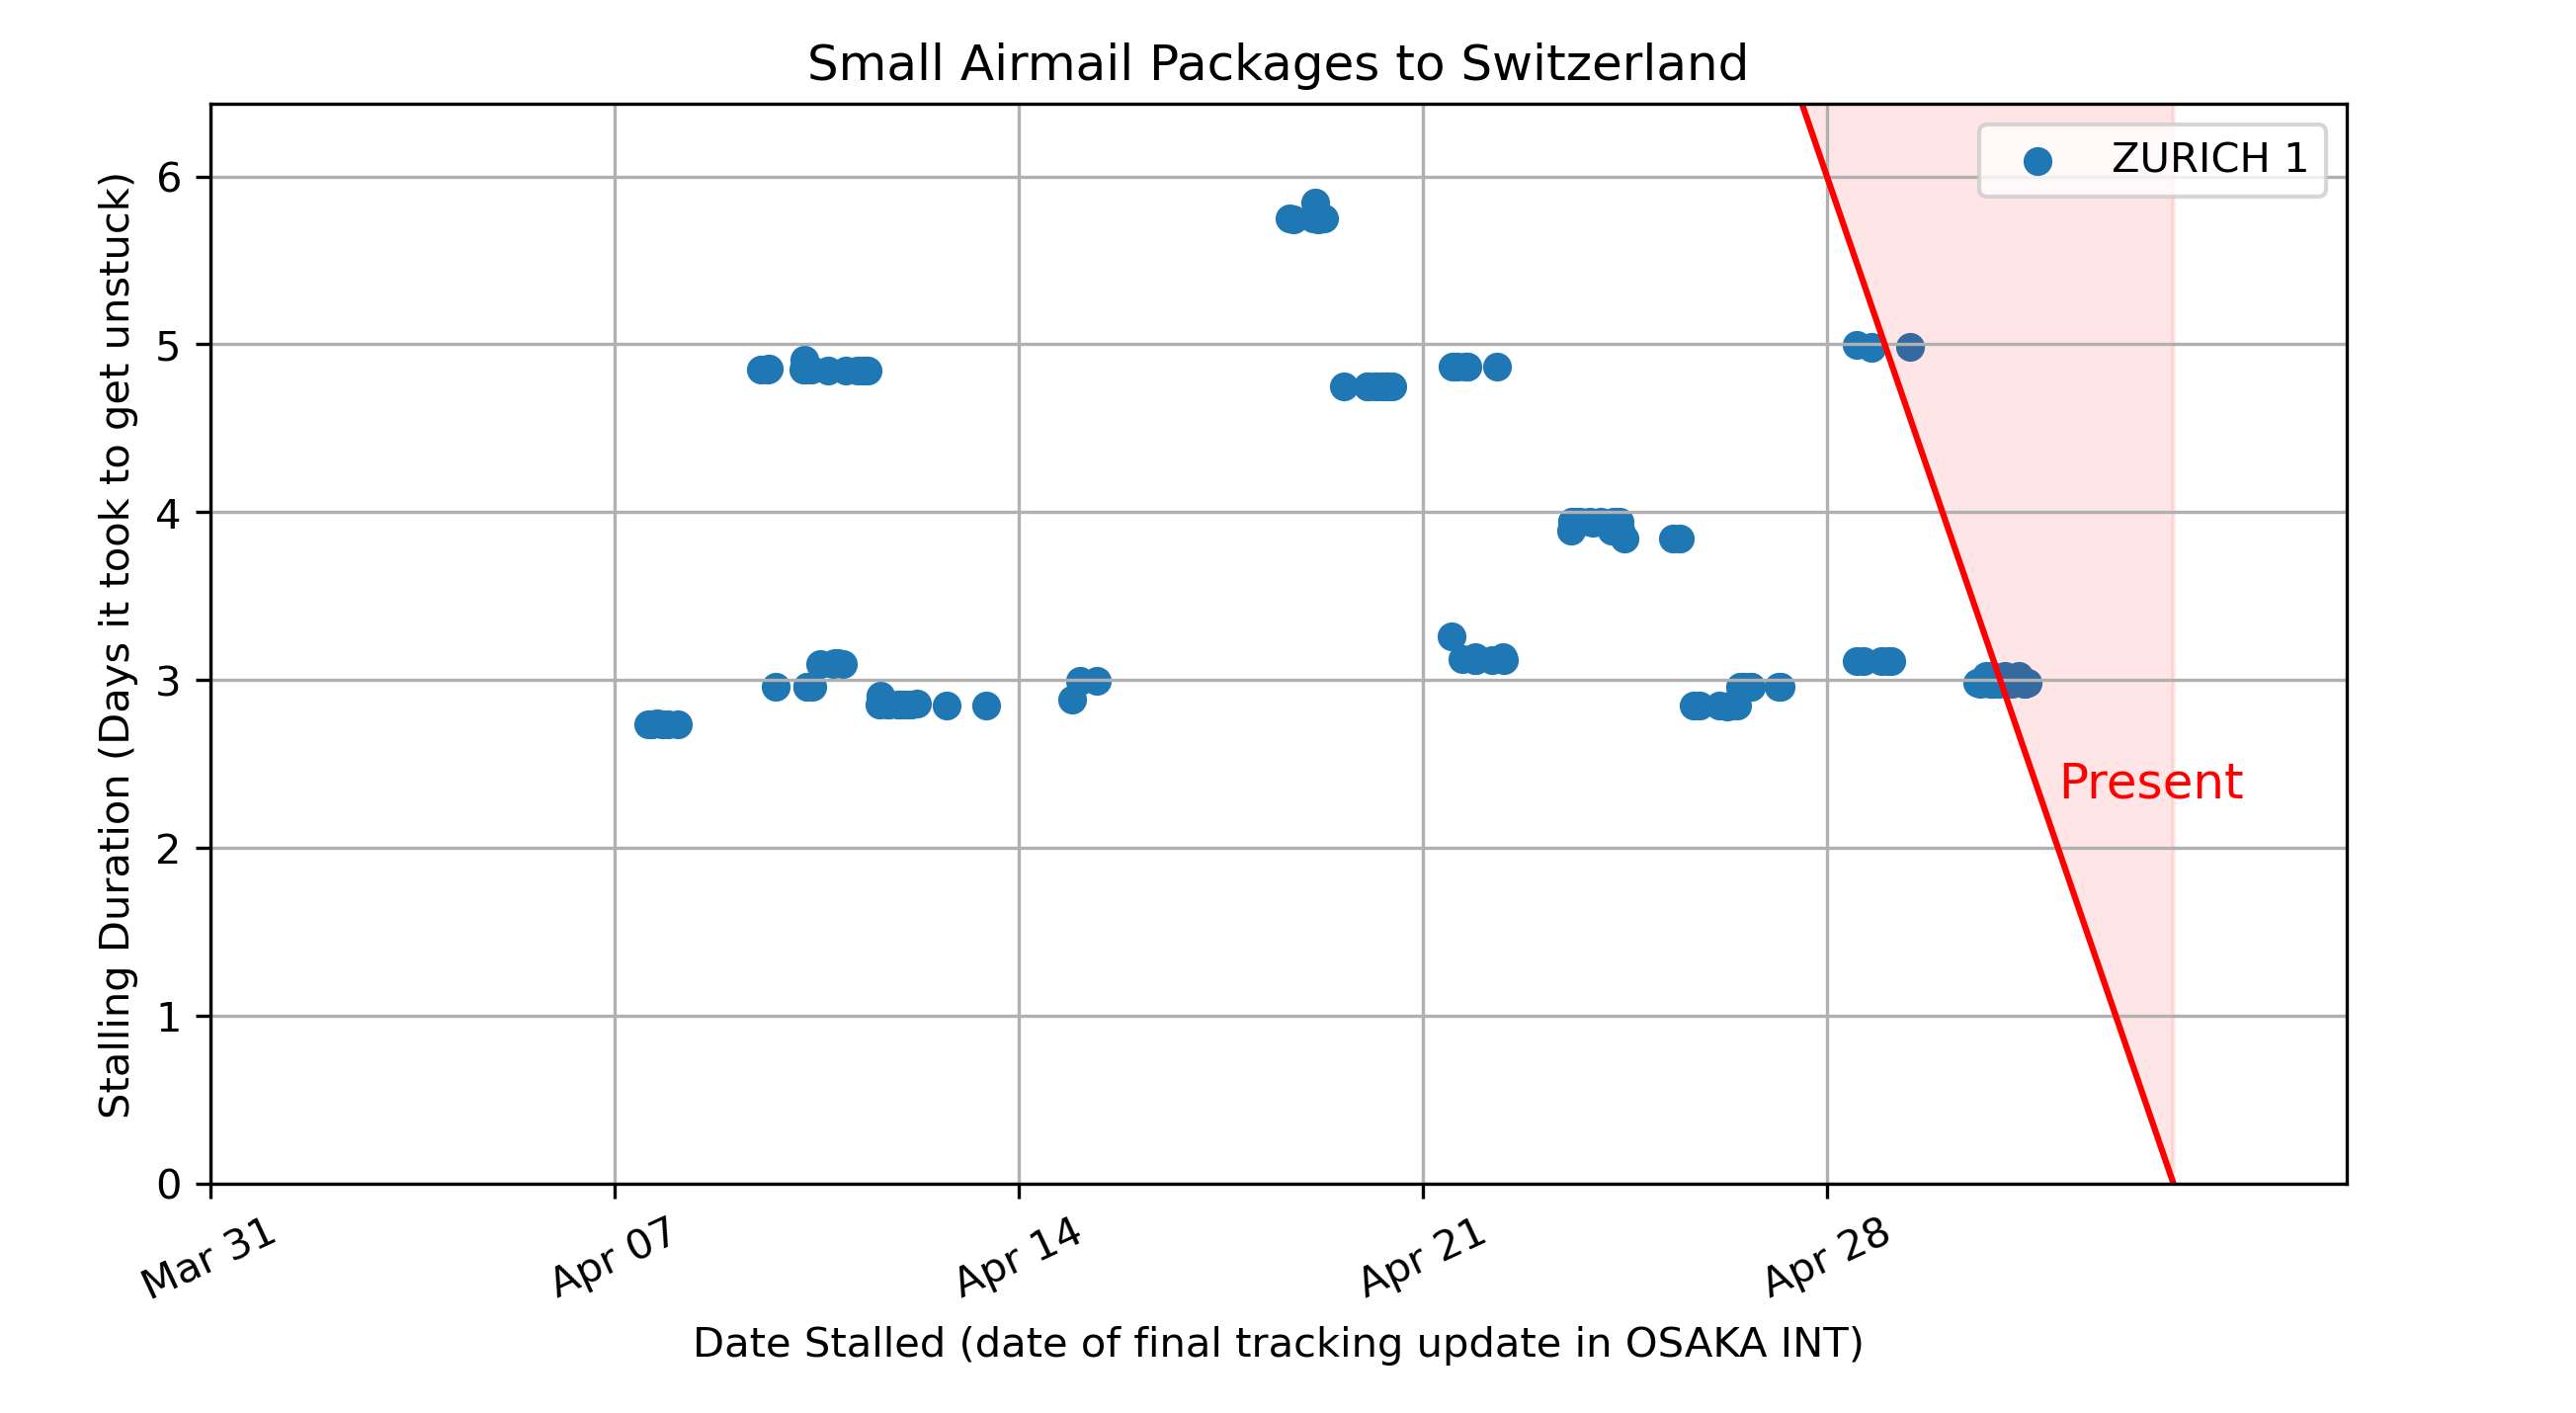 Small Airmail Packages to Switzerland
Stalling Duration (Days it took to get unstuck)
6
5
4
3
2
1
0
ZURICH 1
Present
Mar 31
Apr 07
Apr 14
Apr 21
Apr 28
Date Stalled (date of final tracking update in OSAKA INT)